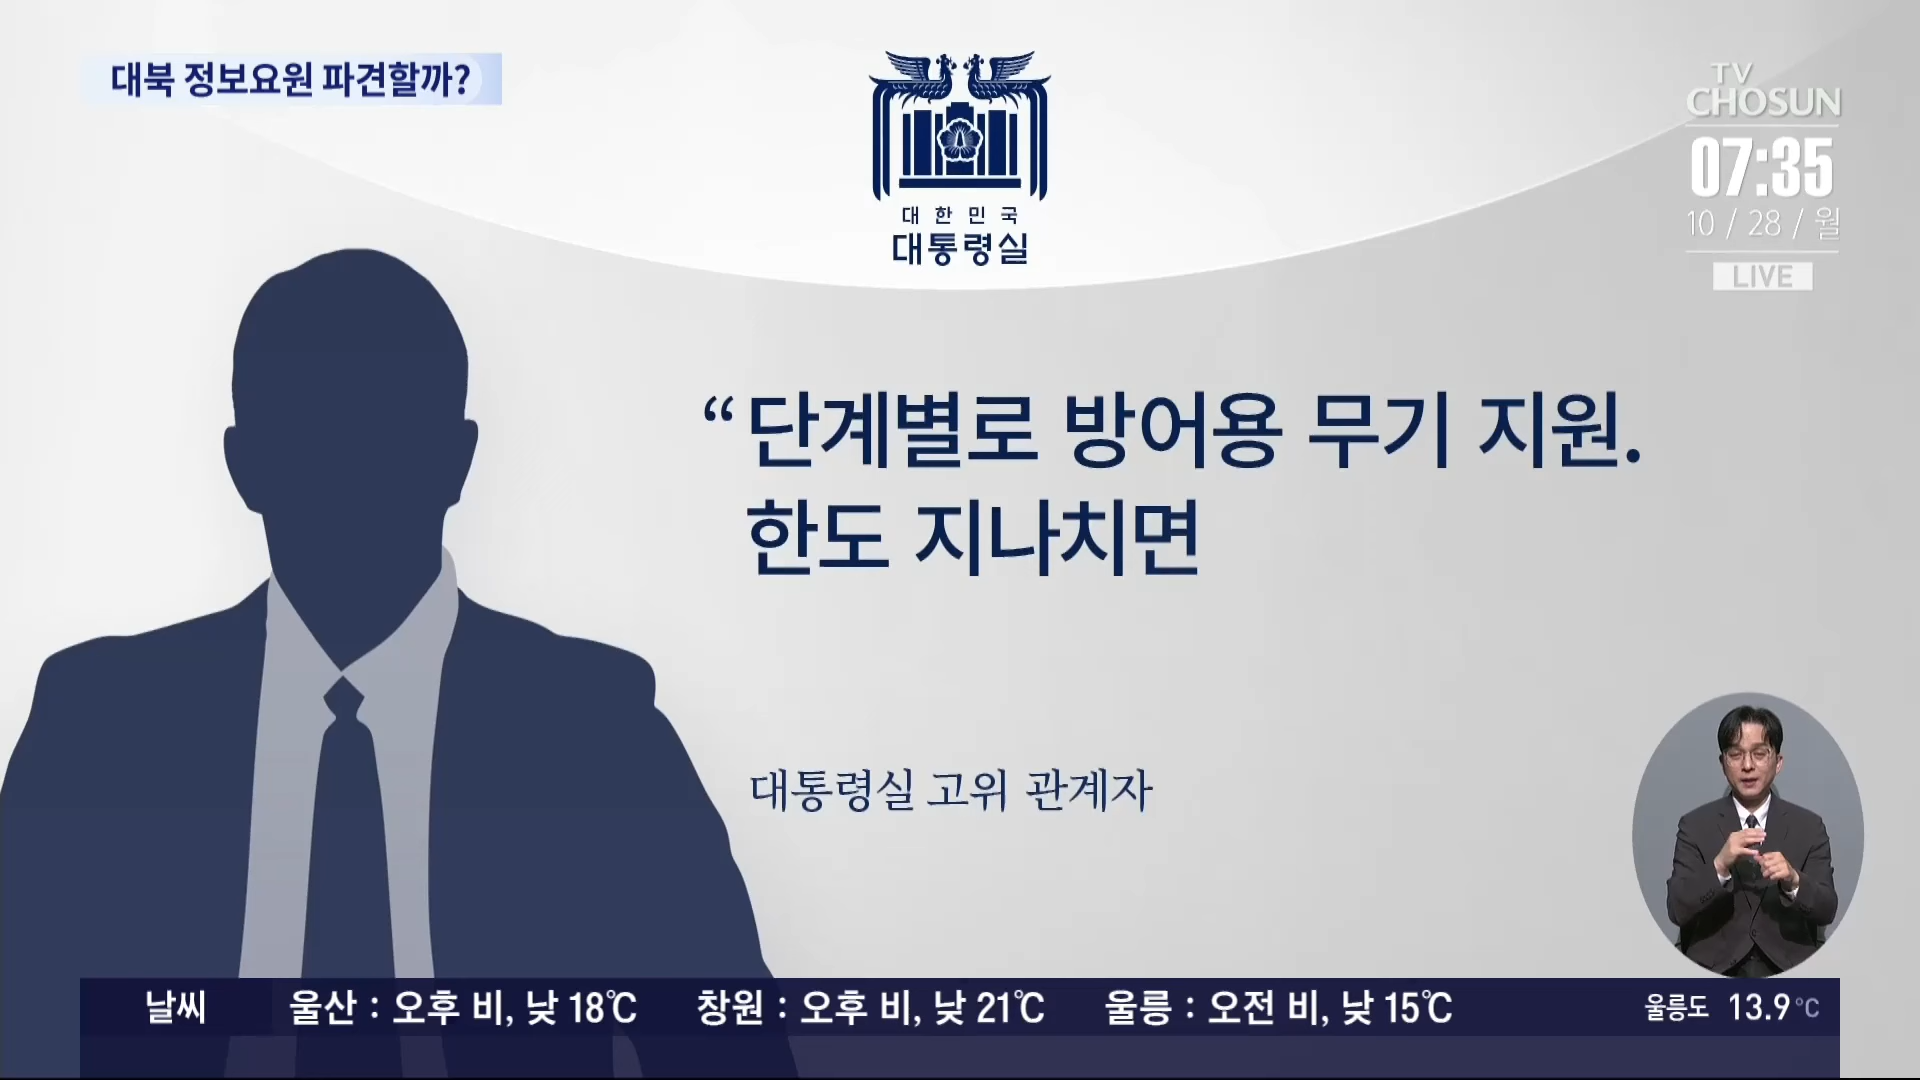 대북 정보요원 파견할까?
대한민국
대통령실
TV
CHOSUN
07:35
10 / 28 / 월
LIVE
“단계별로 방어용 무기 지원.
한도 지나치면
대통령실 고위 관계자
날씨 울산 : 오후 비, 낮 18℃ 창원 : 오후 비, 낮 21℃ 울릉 : 오전 비, 낮 15℃ 울릉도 13.9℃